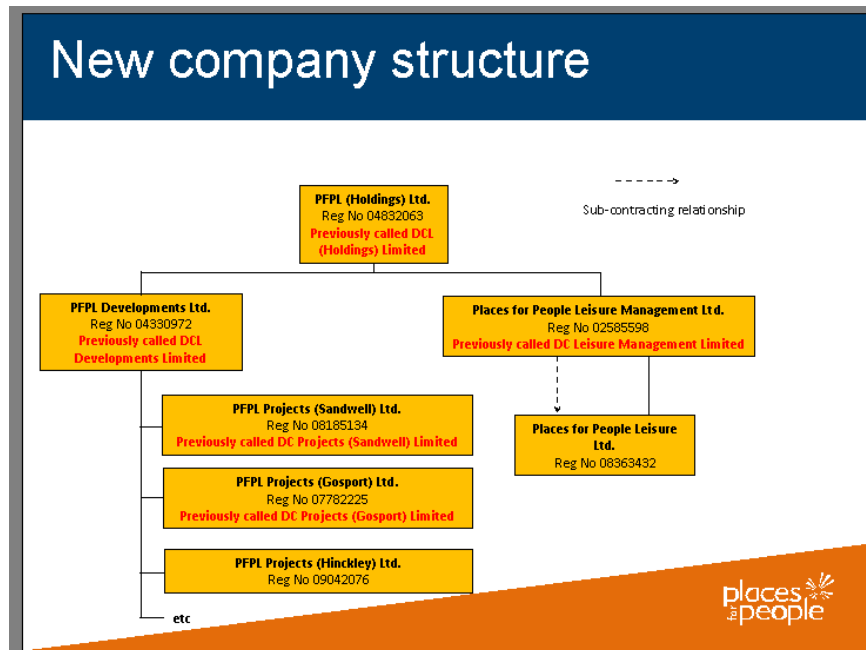 New company structure
Sub-contracting relationship
PFPL (Holdings) Ltd.
Reg No 04832063
Previously called DCL
(Holdings) Limited
PFPL Developments Ltd.
Reg No 04330972
Previously called DCL
Developments Limited
Places for People Leisure Management Ltd.
Reg No 02585598
Previously called DC Leisure Management Limited
PFPL Projects (Sandwell) Ltd.
Reg No 08185134
Previously called DC Projects (Sandwell) Limited
Places for People Leisure
Ltd.
Reg No 08363432
PFPL Projects (Gosport) Ltd.
Reg No 07782225
Previously called DC Projects (Gosport) Limited
PFPL Projects (Hinckley) Ltd.
Reg No 09042076
etc
places
for people